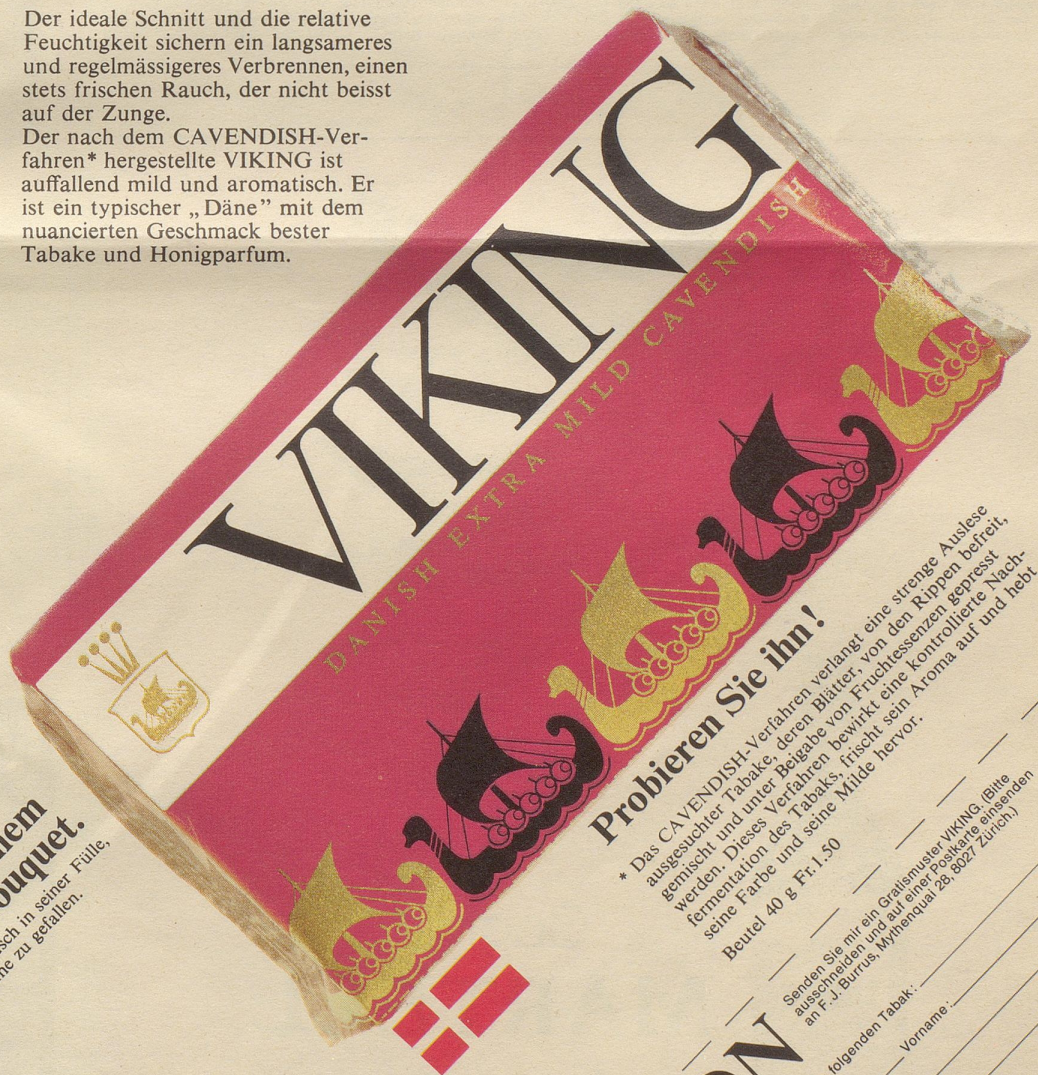 Der ideale Schnitt und die relative
Feuchtigkeit sichern ein langsameres
und regelmässigeres Verbrennen, einen
stets frischen Rauch, der nicht beisst
auf der Zunge.
Der nach dem CAVENDISH-Ver-
fahren* hergestellte VIKING ist
auffallend mild und aromatisch. Er
ist ein typischer „Däne” mit dem
nuancierten Geschmack bester
Tabake und Honigparfum.
VIKING
DANISH EXTRA MILD CAVENDISH
Probieren Sie ihn!
* Das CAVENDISH-Verfahren verlangt eine strenge Auslese
ausgesuchter Tabake, deren Blätter, von den Rippen befreit,
gemischt und unter Beigabe von Fruchtessenzen gepresst
werden. Dieses Verfahren bewirkt eine kontrollierte Nach-
fermentation des Tabaks, frischt sein Aroma auf und hebt
seine Farbe und seine Milde hervor.
Beutel 40 g Fr. 1.50
in seiner Fülle,
zu gefallen.
Senden Sie mir ein Gratismuster VIKING. (Bitte
ausschneiden und auf einer Postkarte einsenden
an F. J. Burrus, Mythenquai 28, 8027 Zürich.)
folgenden Tabak:
Vorname: